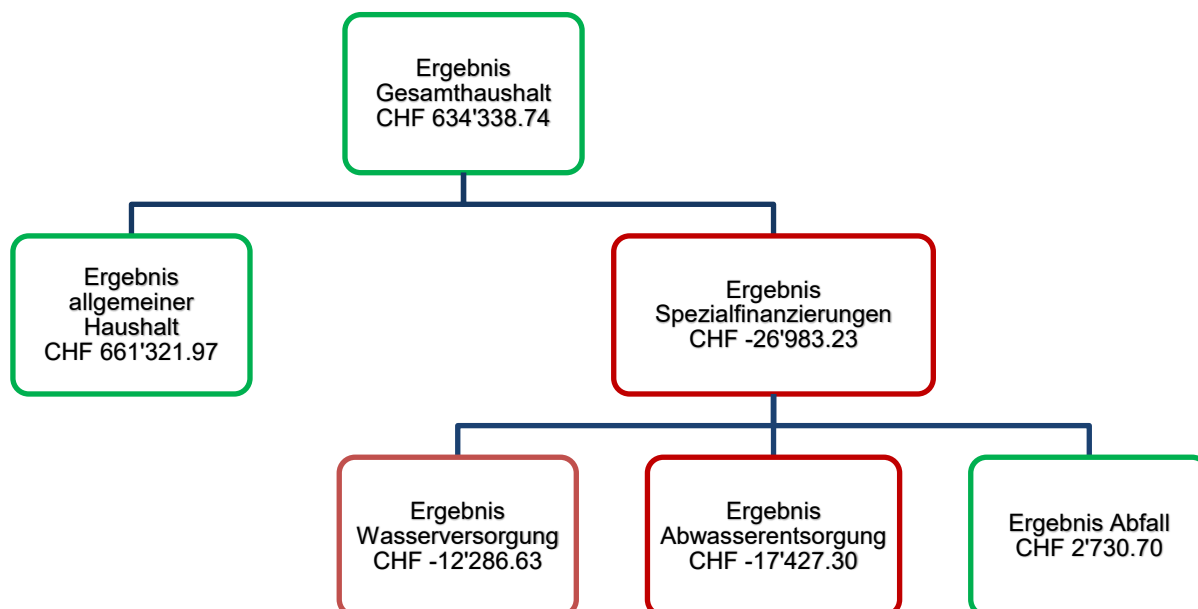 Ergebnis
Gesamthaushalt
CHF 634'338.74
Ergebnis
allgemeiner
Haushalt
CHF 661'321.97
Ergebnis
Spezialfinanzierungen
CHF -26'983.23
Ergebnis
Wasserversorgung
CHF -12'286.63
Ergebnis
Abwasserentsorgung
CHF -17'427.30
Ergebnis Abfall
CHF 2'730.70